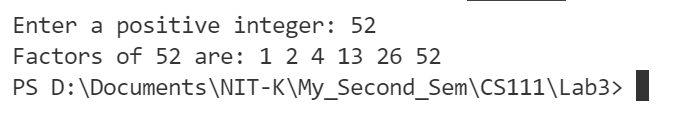 Enter a positive integer: 52
Factors of 52 are: 1 2 4 13 26 52
PS D:\Documents\NIT-K\My_Second_Sem\CS111\Lab3>